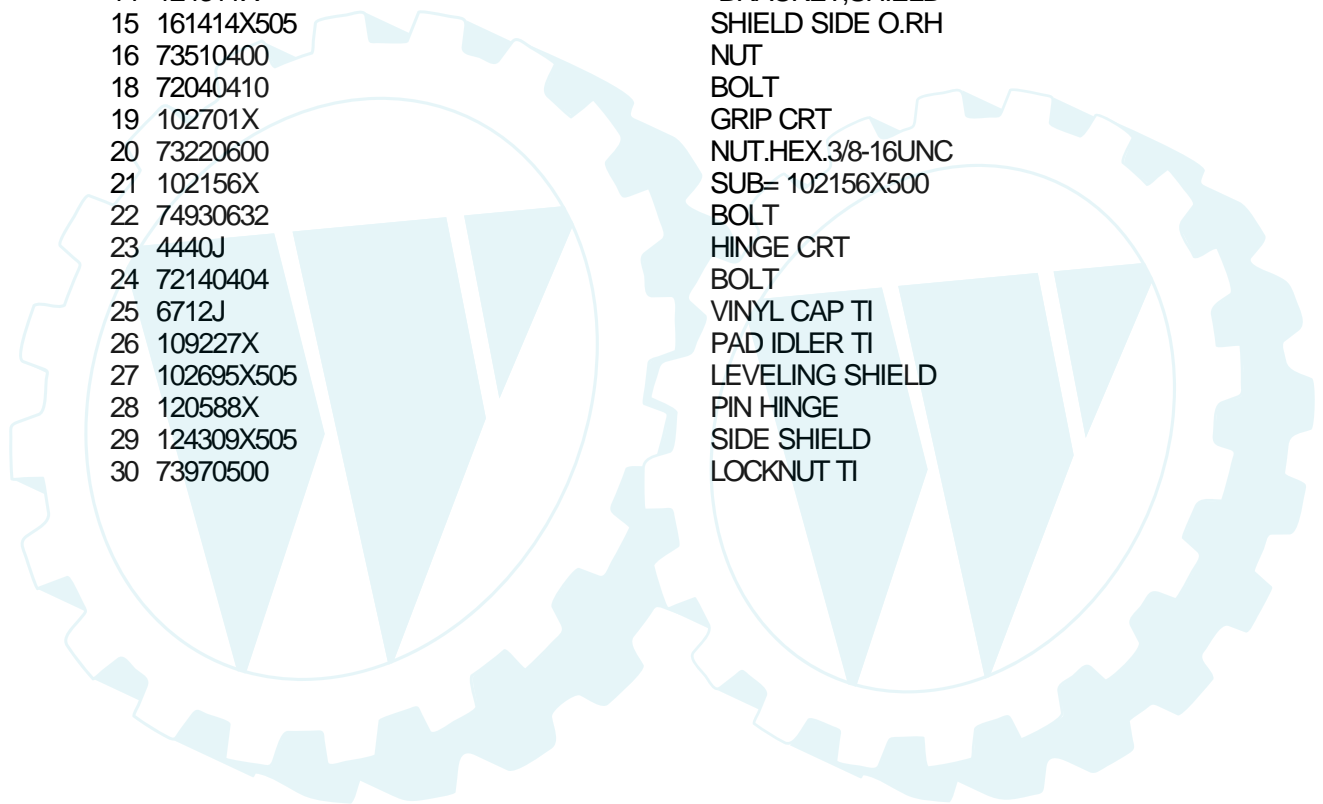 15 161414X505 SHIELD SIDE O.RH
16 73510400 NUT
18 72040410 BOLT
19 102701X GRIP CRT
20 73220600 NUT.HEX.3/8-16UNC
21 102156X SUB= 102156X500
22 74930632 BOLT
23 4440J HINGE CRT
24 72140404 BOLT
25 6712J VINYL CAP TI
26 109227X PAD IDLER TI
27 102695X505 LEVELING SHIELD
28 120588X PIN HINGE
29 124309X505 SIDE SHIELD
30 73970500 LOCKNUT TI